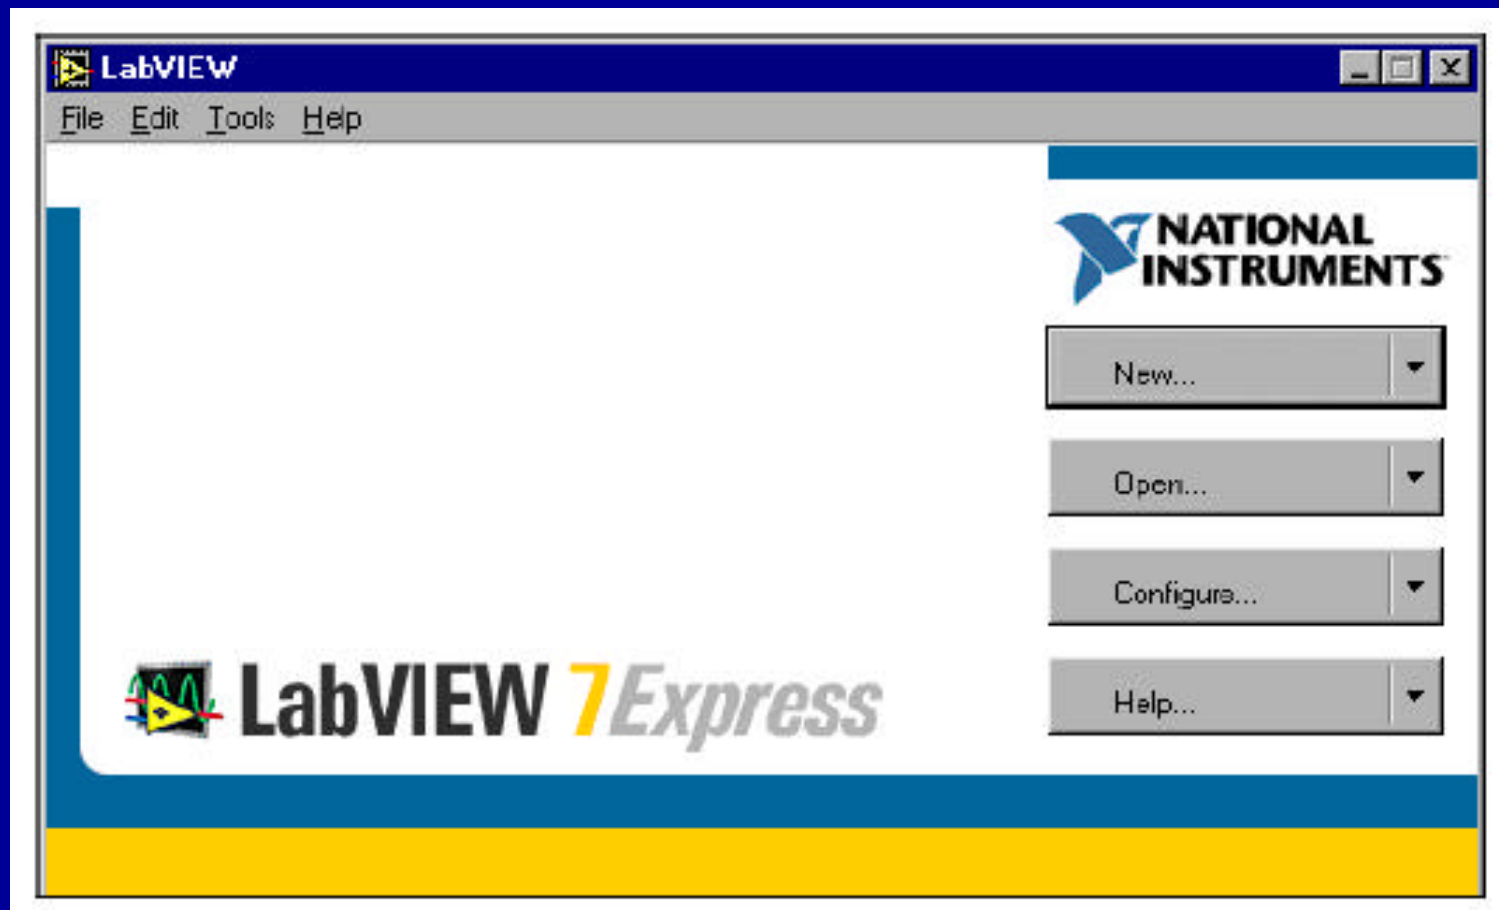 LabVIEW
File Edit Tools Help
NATIONAL
INSTRUMENTS
New...
Open...
Configure...
Help...
LabVIEW 7 Express